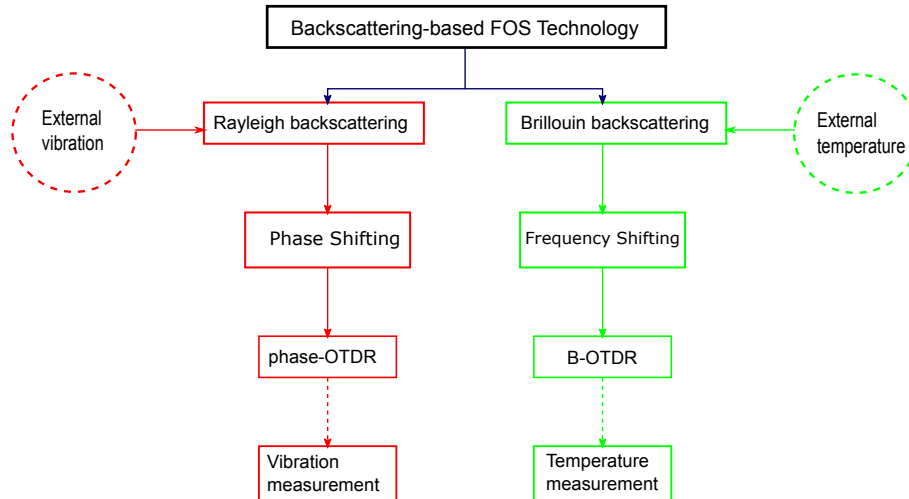 Backscattering-based FOS Technology
External
vibration
Rayleigh backscattering
Brillouin backscattering
External
temperature
Phase Shifting
Frequency Shifting
phase-OTDR
B-OTDR
Vibration
measurement
Temperature
measurement